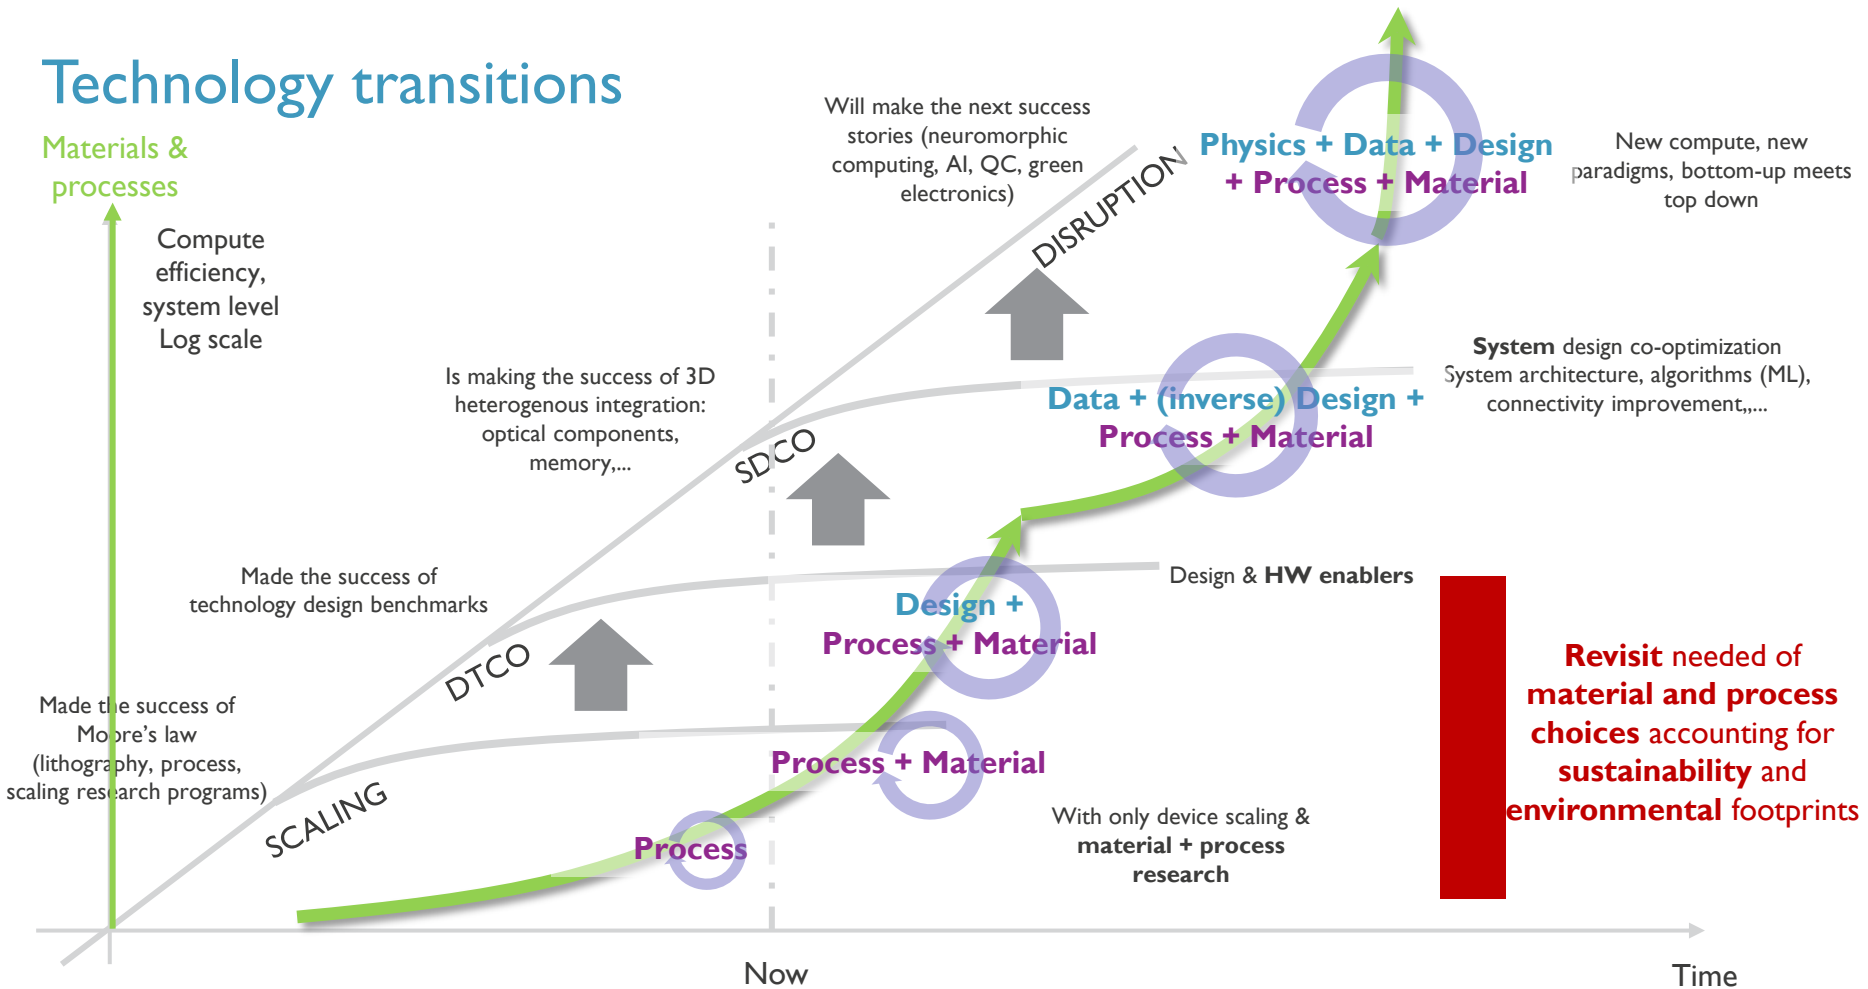 Technology transitions
Materials &
processes
Compute
efficiency,
system level
Log scale
Will make the next success
stories (neuromorphic
computing, AI, QC, green
electronics)
DISRUPTION
Physics + Data + Design
+ Process + Material
New compute, new
paradigms, bottom-up meets
top down
Is making the success of 3D
heterogenous integration:
optical components,
memory,...
SDCO
Data + (inverse) Design +
Process + Material
System design co-optimization
System architecture, algorithms (ML),
connectivity improvement,,...
Made the success of
technology design benchmarks
DTCO
Design +
Process + Material
Design & HW enablers
Made the success of
Moore's law
(lithography, process,
scaling research programs)
SCALING
Process + Material
Process
With only device scaling &
material + process
research
Revisit needed of
material and process
choices accounting for
sustainability and
environmental footprints
Now
Time